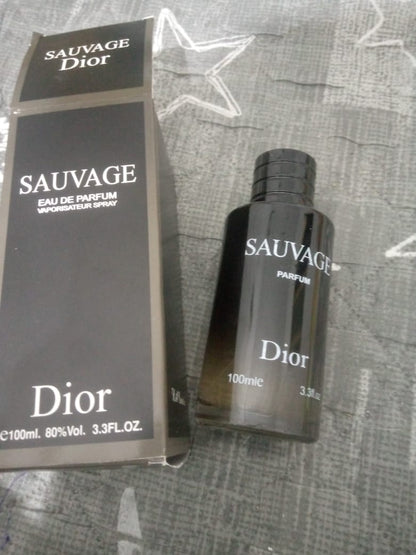 SAUVAGE
Dior
SAUVAGE
EAU DE PARFUM
VAPORISATEUR SPRAY
Dior
e100ml. 80%Vol. 3.3FL.OZ.
SAUVAGE
PARFUM
Dior
100mle 3.3fl.oz